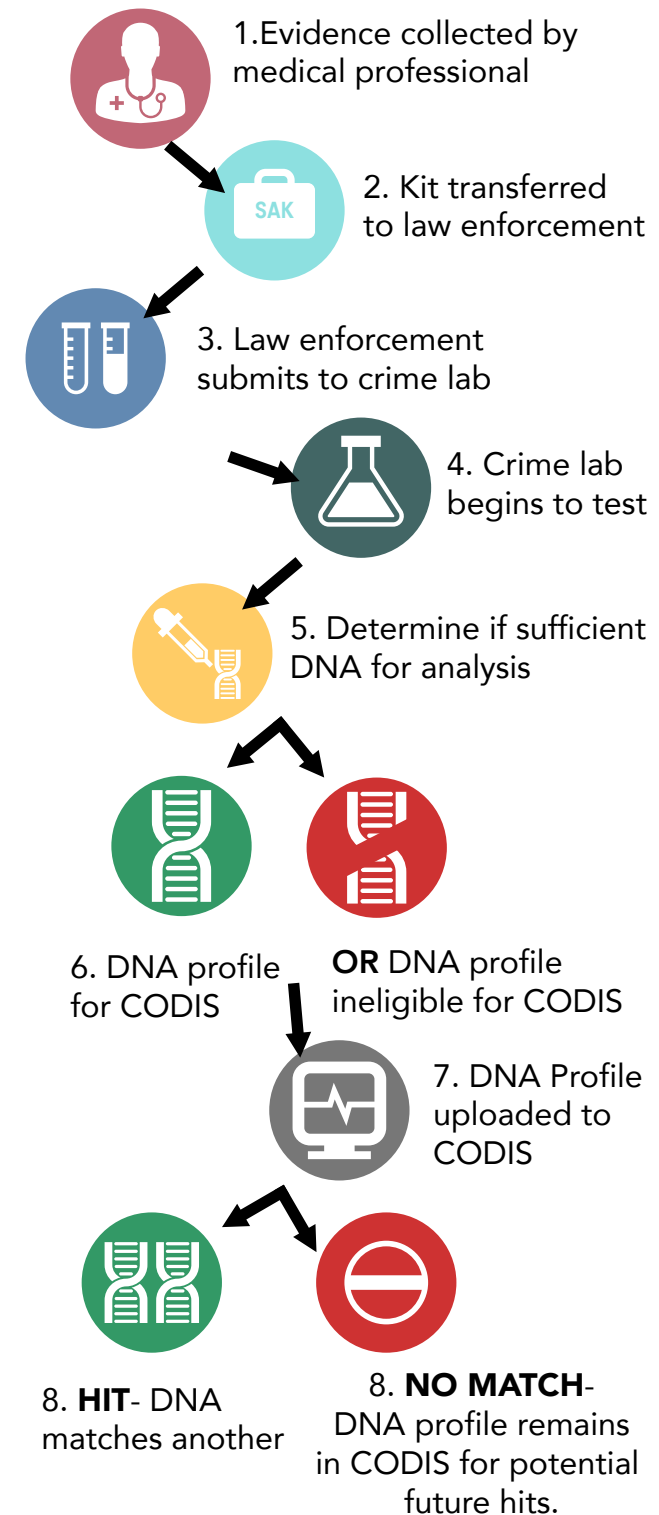 1.Evidence collected by
medical professional
SAK
2. Kit transferred
to law enforcement
3. Law enforcement
submits to crime lab
4. Crime lab
begins to test
5. Determine if sufficient
DNA for analysis
6. DNA profile
for CODIS
OR DNA profile
ineligible for CODIS
7. DNA Profile
uploaded to
CODIS
8. HIT- DNA
matches another
8. NO MATCH-
DNA profile remains
in CODIS for potential
future hits.